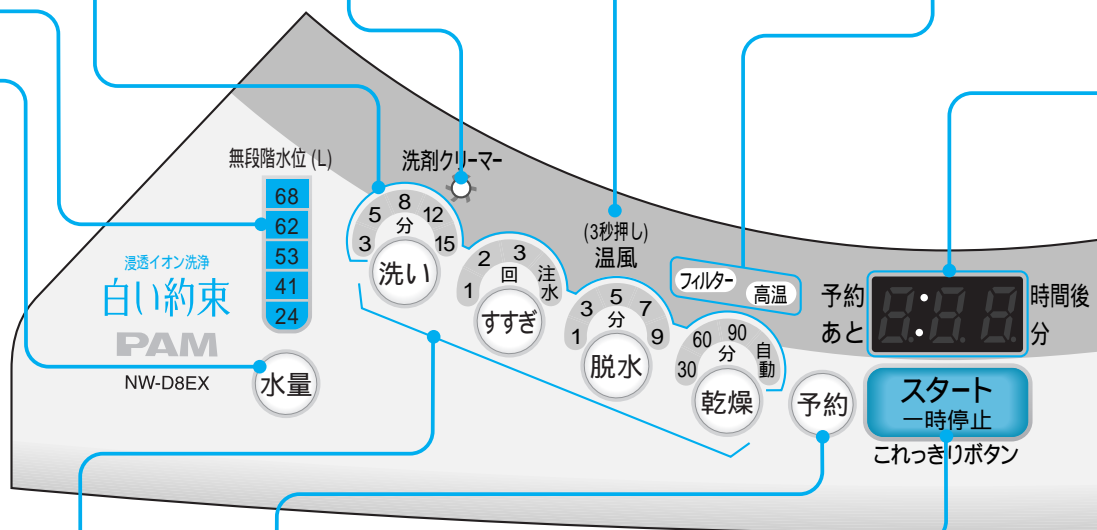 無段階水位 (L)
68
62
53
41
24
浸透イオン洗浄
白い約束
PAM
NW-D8EX
水量
洗剤クリーマー
3 5 8 12 15
分
洗い
1 2 3 注水
回
すすぎ
(3秒押し)
温風
1 3 5 7 9
分
脱水
フィルター 高温
30 60 90 自動
分
乾燥
予約
予約 8:88 時間後
あと 分
スタート
一時停止
これっきりボタン